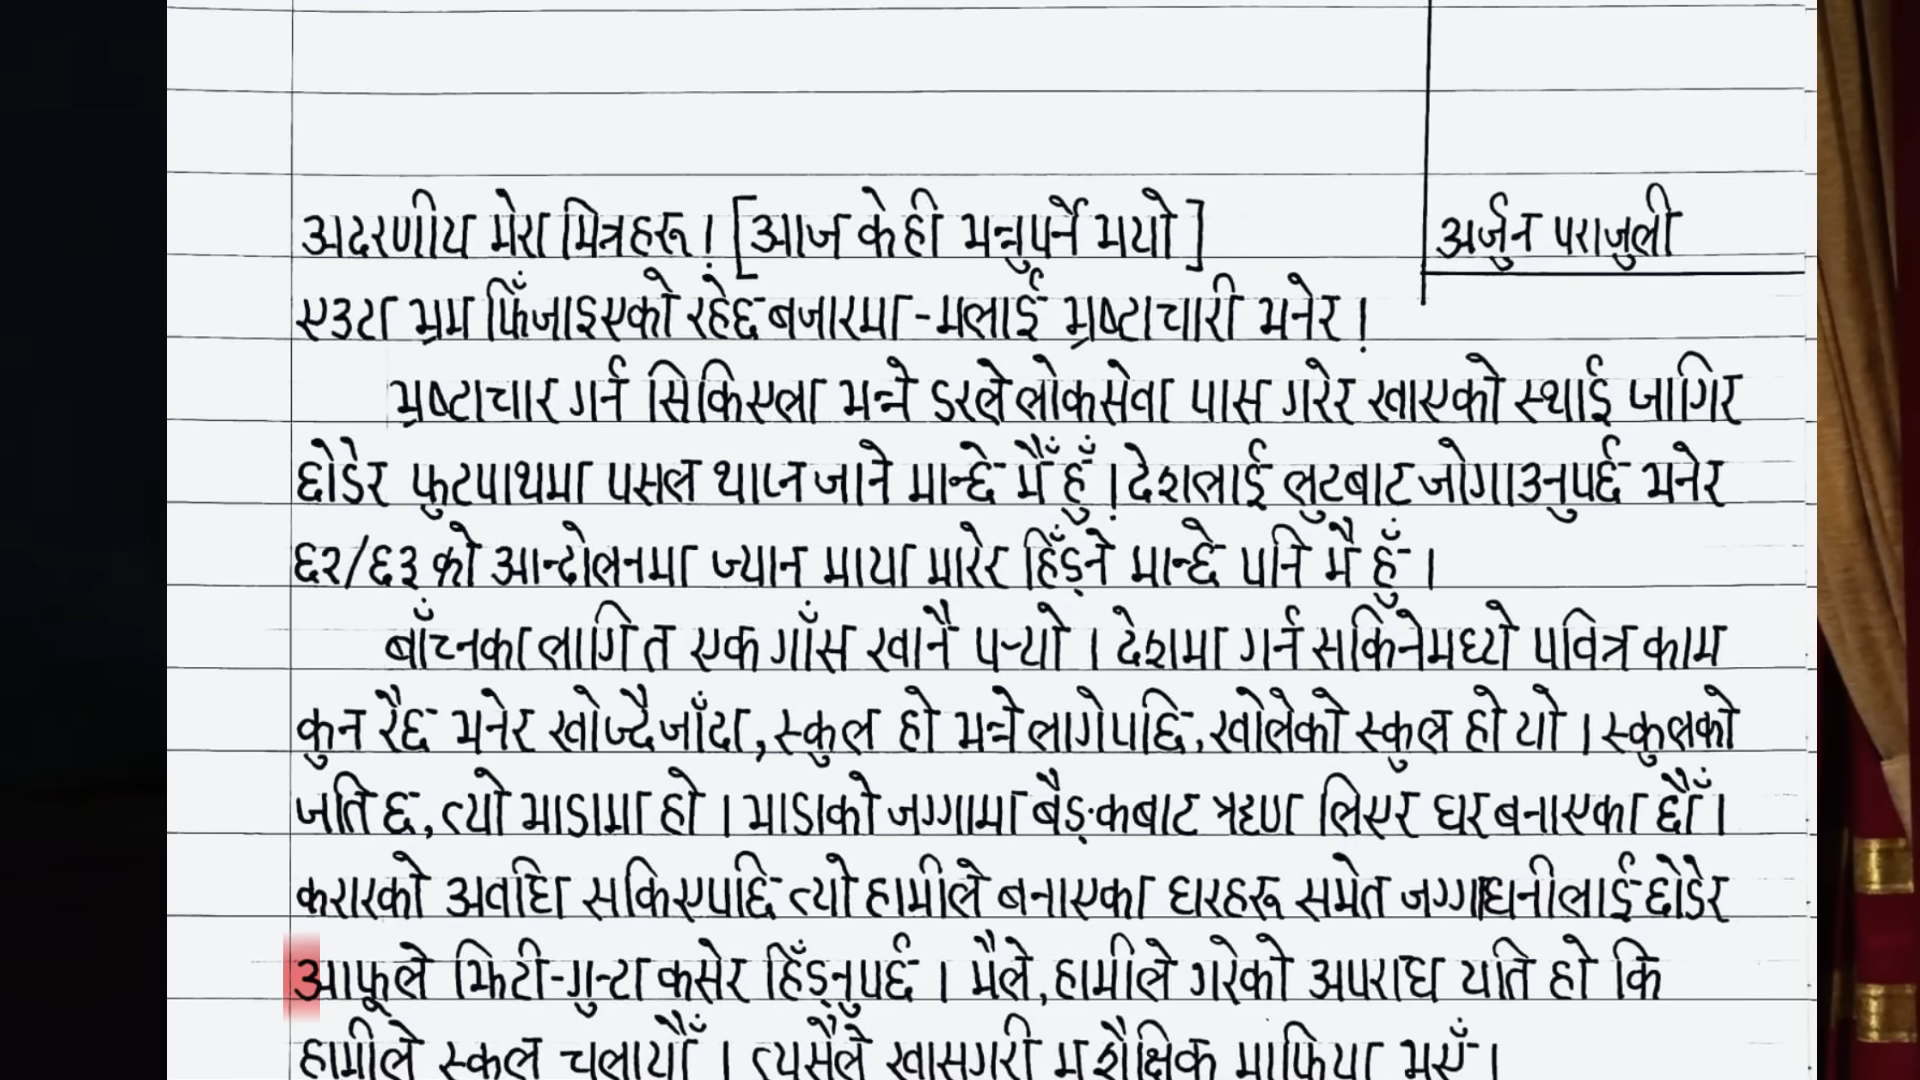 अदरणीय मेरा मित्रहरू ! [आज केही भन्नुपर्ने भयो]
अर्जुन पराजुली
एउटा भ्रम फिँजाइएको रहेछ बजारमा - मलाई भ्रष्टाचारी भनेर !
भ्रष्टाचार गर्न सिकिएला भन्ने डरले लोकसेवा पास गरेर खाएको स्थाई जागिर
छोडेर फुटपाथमा पसल थाप्न जाने मान्छे मैँ हुँ ! देशलाई लुटबाट जोगाउनुपर्छ भनेर
६२/६३ को आन्दोलनमा ज्यान माया मारेर हिँड्ने मान्छे पनि मै हुँ ।
बाँच्नका लागि त एक गाँस खानै पर्‍यो । देशमा गर्न सकिनेमध्ये पवित्र काम
कुन रैछ भनेर खोज्दै जाँदा, स्कुल हो भन्ने लागेपछि, खोलेको स्कुल हो यो । स्कुलको
जति छ, त्यो भाडामा हो । भाडाको जग्गामा बैङ्कबाट ऋण लिएर घर बनाएका छौँ ।
करारको अवधि सकिएपछि त्यो हामीले बनाएका घरहरू समेत जग्गाधनीलाई छोडेर
आफूले झिटी-गुन्टा कसेर हिँड्नुपर्छ । मैले, हामीले गरेको अपराध यति हो कि
हामीले स्कुल चलायौँ । त्यसैले खासगरी म शैक्षिक माफिया भएँ ।